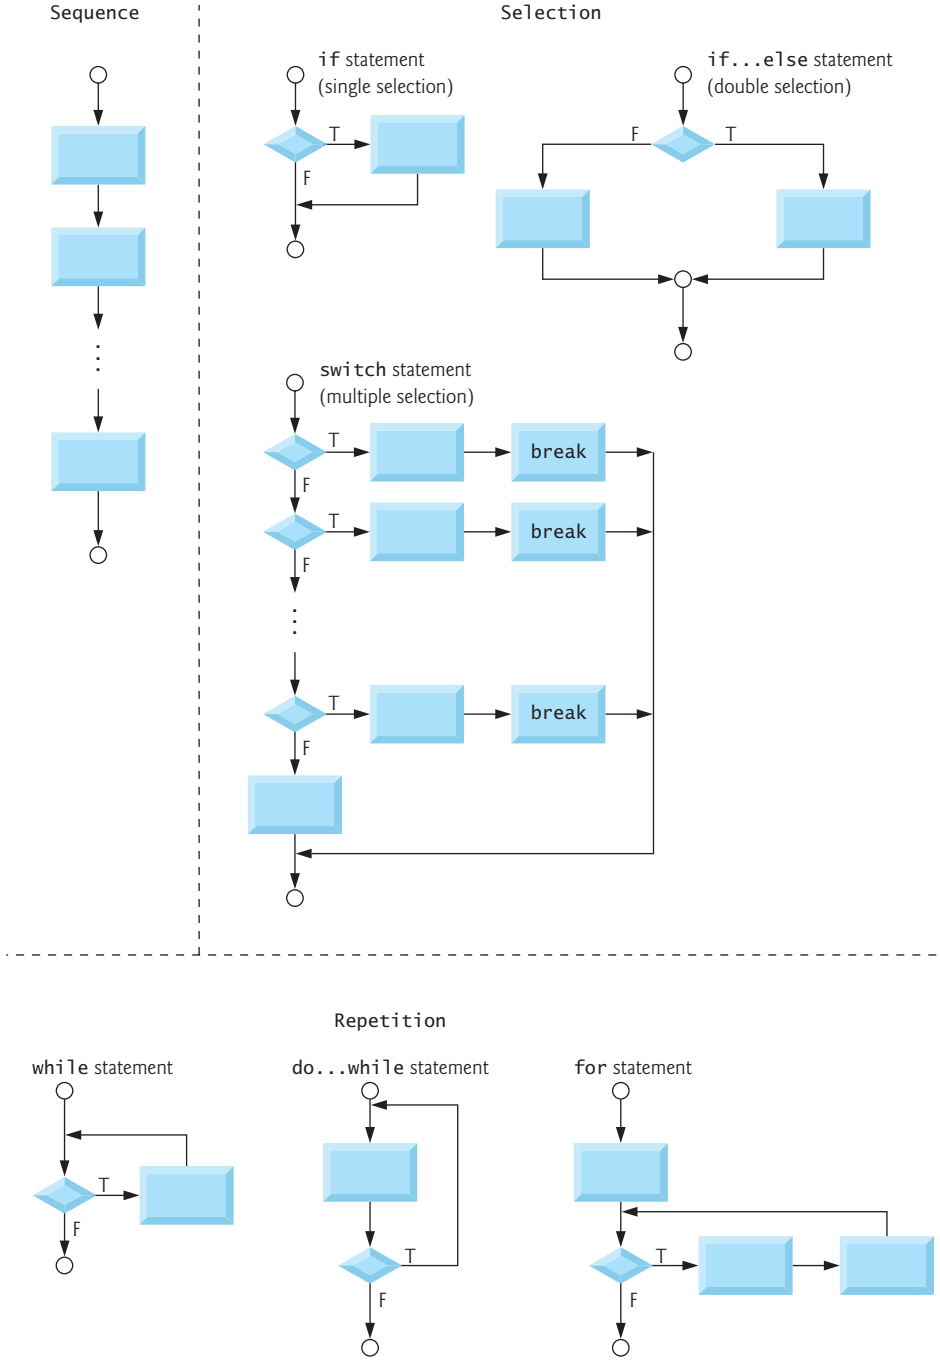 Sequence
Selection
if statement
(single selection)
T
F
if...else statement
(double selection)
F
T
switch statement
(multiple selection)
T
break
F
T
break
F
T
break
F
Repetition
while statement
T
F
do...while statement
T
F
for statement
T
F